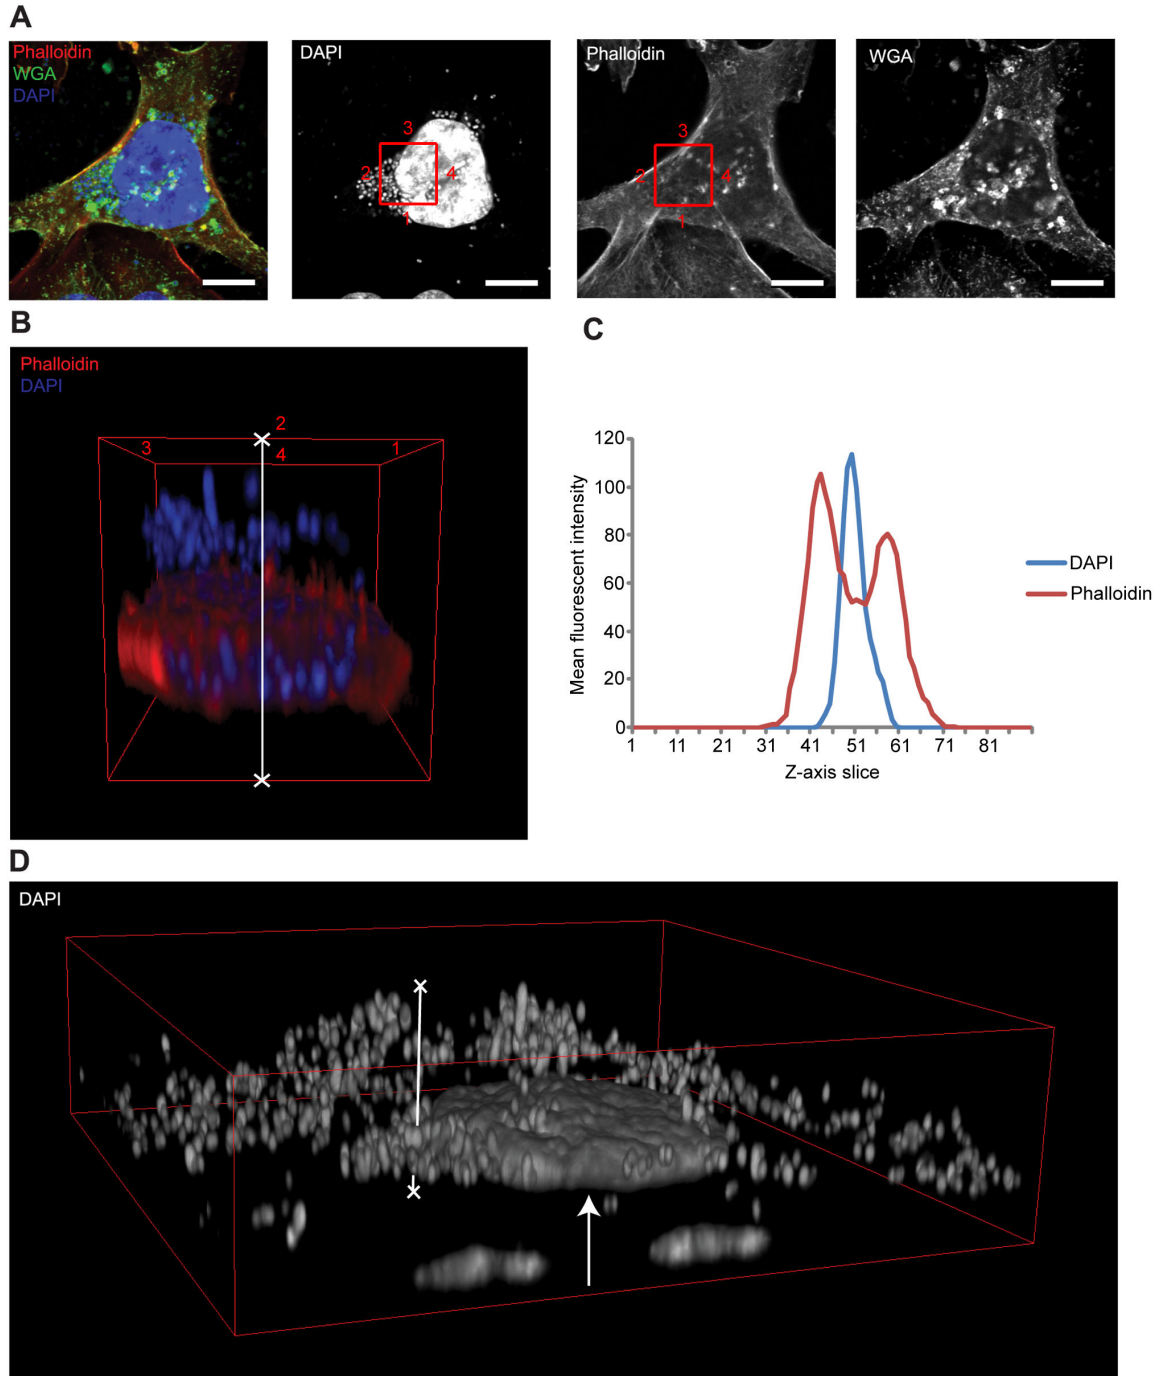 A
Phalloidin
WGA
DAPI
DAPI
3
2
4
1
Phalloidin
3
2
4
1
WGA
B
Phalloidin
DAPI
2
3
4
1
C
120
100
80
60
40
20
0
Mean fluorescent intensity
1 11 21 31 41 51 61 71 81
Z-axis slice
DAPI
Phalloidin
D
DAPI